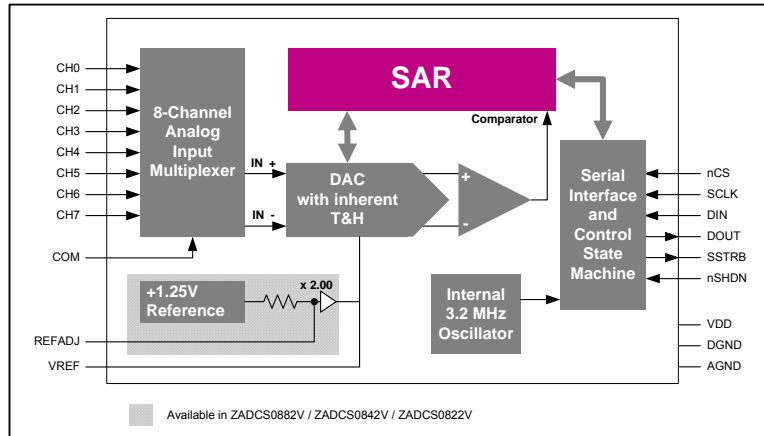 CH0
CH1
CH2
CH3
CH4
CH5
CH6
CH7
COM
REFADJ
VREF
8-Channel
Analog
Input
Multiplexer
IN +
IN -
SAR
Comparator
DAC
with inherent
T&H
+
-
+1.25V
Reference
x 2.00
Internal
3.2 MHz
Oscillator
Serial
Interface
and
Control
State
Machine
nCS
SCLK
DIN
DOUT
SSTRB
nSHDN
VDD
DGND
AGND
Available in ZADCS0882V / ZADCS0842V / ZADCS0822V